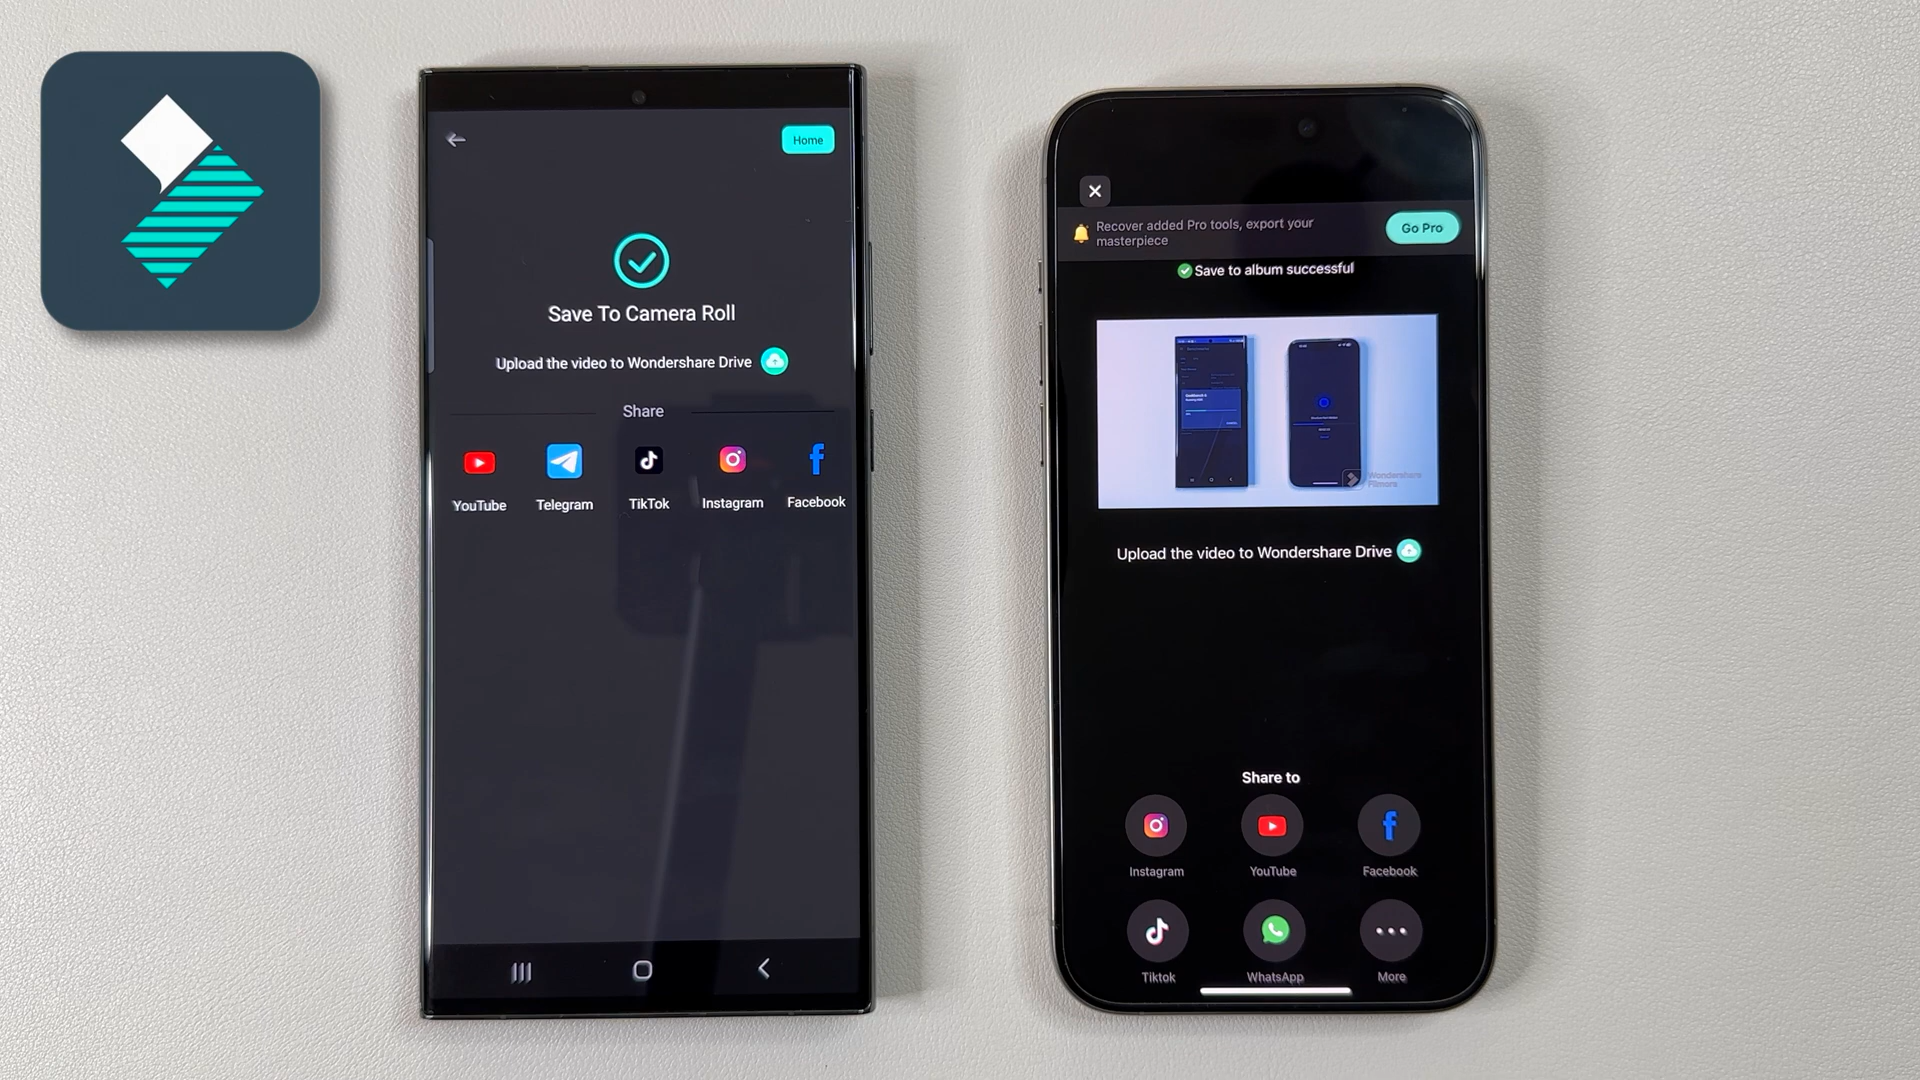 Home
Save To Camera Roll
Upload the video to Wondershare Drive
Share
YouTube
Telegram
TikTok
Instagram
Facebook
Recover added Pro tools, export your
masterpiece
Go Pro
Save to album successful
Wondershare
Filmora
Upload the video to Wondershare Drive
Share to
Instagram
YouTube
Facebook
Tiktok
WhatsApp
More